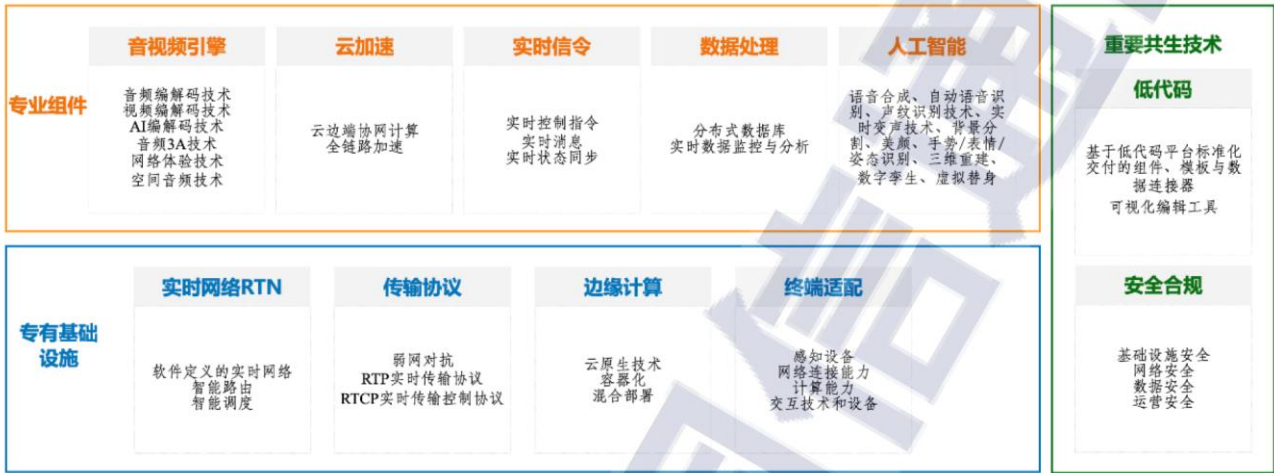 专业组件
音视频引擎
音频编解码技术
视频编解码技术
AI编解码技术
音频3A技术
网络体验技术
空间音频技术
云加速
云边端协网计算
全链路加速
实时信令
实时控制指令
实时消息
实时状态同步
数据处理
分布式数据库
实时数据监控与分析
人工智能
语音合成、自动语音识
别、声纹识别技术、实
时变声技术、背景分
割、美颜、手势/表情/
姿态识别、三维重建、
数字孪生、虚拟替身
专有基础
设施
实时网络RTN
软件定义的实时网络
智能路由
智能调度
传输协议
弱网对抗
RTP实时传输协议
RTCP实时传输控制协议
边缘计算
云原生技术
容器化
混合部署
终端适配
感知设备
网络连接能力
计算能力
交互技术和设备
重要共生技术
低代码
基于低代码平台标准化
交付的组件、模板与数
据连接器
可视化编辑工具
安全合规
基础设施安全
网络安全
数据安全
运营安全